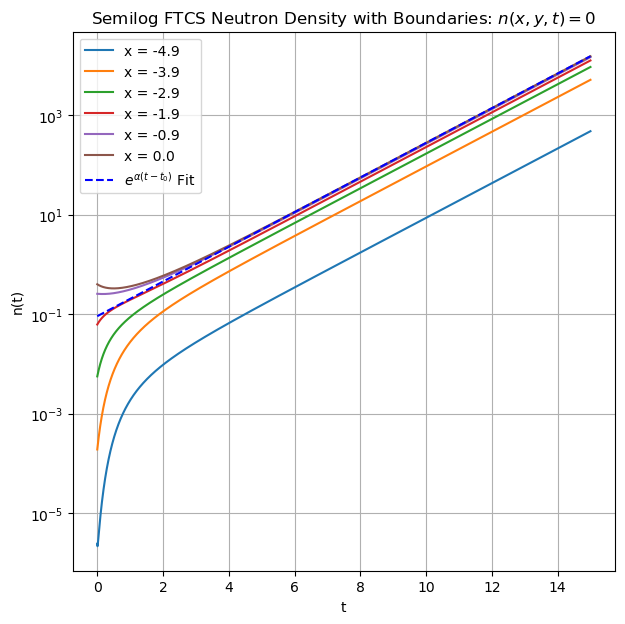 Semilog FTCS Neutron Density with Boundaries: n(x, y, t) = 0
x = -4.9
x = -3.9
x = -2.9
x = -1.9
x = -0.9
x = 0.0
e^{α(t − t₀)} Fit
n(t)
10³
10¹
10⁻¹
10⁻³
10⁻⁵
0 2 4 6 8 10 12 14
t